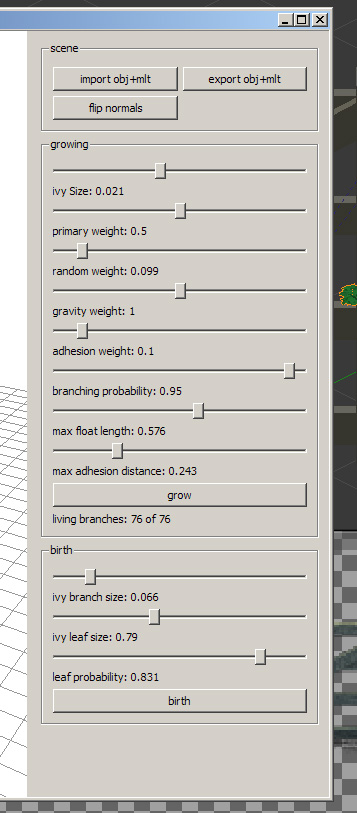 scene
import obj+mlt export obj+mlt
flip normals
growing
ivy Size: 0.021
primary weight: 0.5
random weight: 0.099
gravity weight: 1
adhesion weight: 0.1
branching probability: 0.95
max float length: 0.576
max adhesion distance: 0.243
grow
living branches: 76 of 76
birth
ivy branch size: 0.066
ivy leaf size: 0.79
leaf probability: 0.831
birth